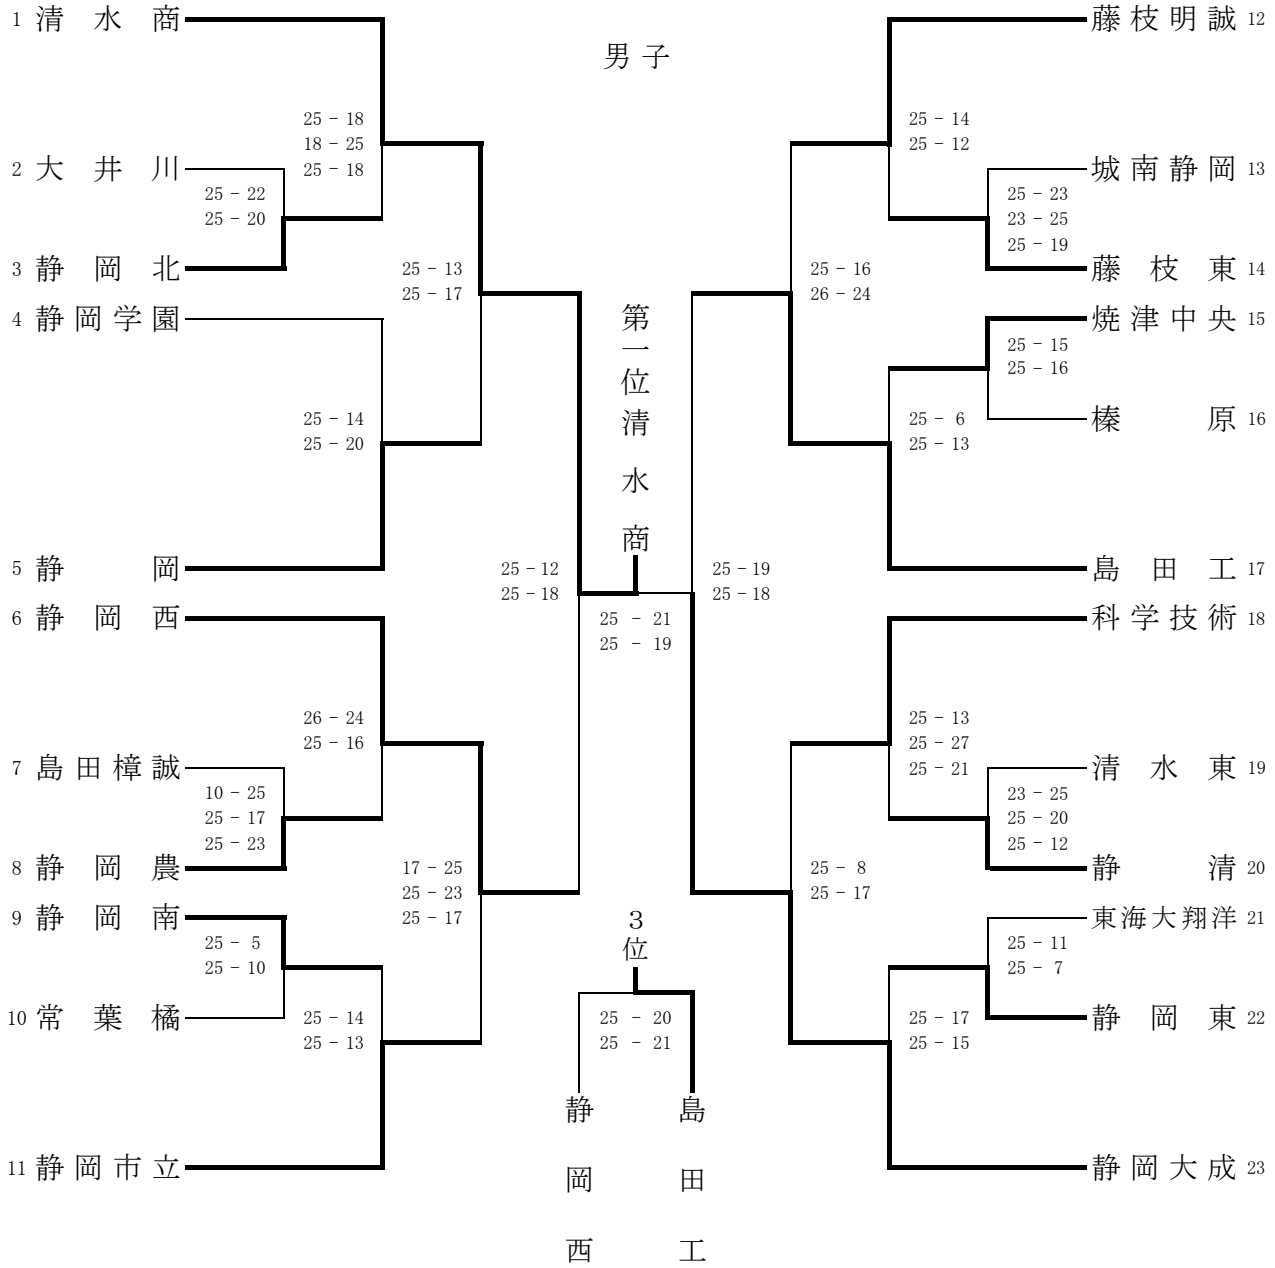 男子
1 清水商
25 - 18
18 - 25
25 - 18
2 大井川
25 - 22
25 - 20
3 静岡北
25 - 13
25 - 17
4 静岡学園
25 - 14
25 - 20
5 静岡
25 - 12
25 - 18
6 静岡西
26 - 24
25 - 16
7 島田樟誠
10 - 25
25 - 17
25 - 23
8 静岡農
17 - 25
25 - 23
25 - 17
9 静岡南
25 - 5
25 - 10
10 常葉橘
25 - 14
25 - 13
11 静岡市立
第一位清水商
25 - 21
25 - 19
3位
25 - 20
25 - 21
静岡西
島田工
藤枝明誠 12
25 - 14
25 - 12
城南静岡 13
25 - 23
23 - 25
25 - 19
藤枝東 14
25 - 16
26 - 24
焼津中央 15
25 - 15
25 - 16
榛原 16
25 - 6
25 - 13
島田工 17
25 - 19
25 - 18
科学技術 18
25 - 13
25 - 27
25 - 21
清水東 19
23 - 25
25 - 20
25 - 12
静清 20
25 - 8
25 - 17
東海大翔洋 21
25 - 11
25 - 7
静岡東 22
25 - 17
25 - 15
静岡大成 23